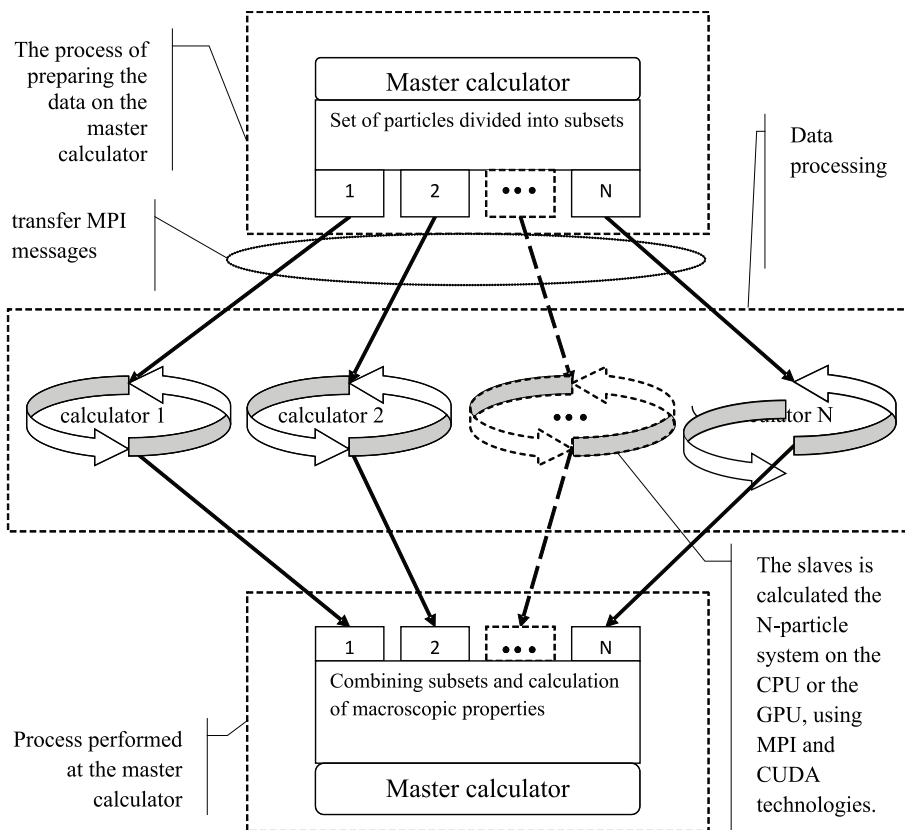 The process of
preparing the
data on the
master
calculator
Master calculator
Set of particles divided into subsets
1
2
•••
N
Data
processing
transfer MPI
messages
calculator 1
calculator 2
•••
culator N
The slaves is
calculated the
N-particle
system on the
CPU or the
GPU, using
MPI and
CUDA
technologies.
1
2
•••
N
Combining subsets and calculation
of macroscopic properties
Master calculator
Process performed
at the master
calculator